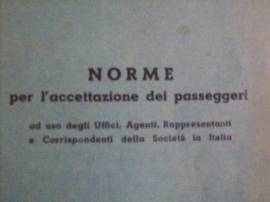 NORME
per l'accettazione dei passeggeri
ad uso degli Uffici, Agenti, Rappresentanti
e Corrispondenti della Società in Italia